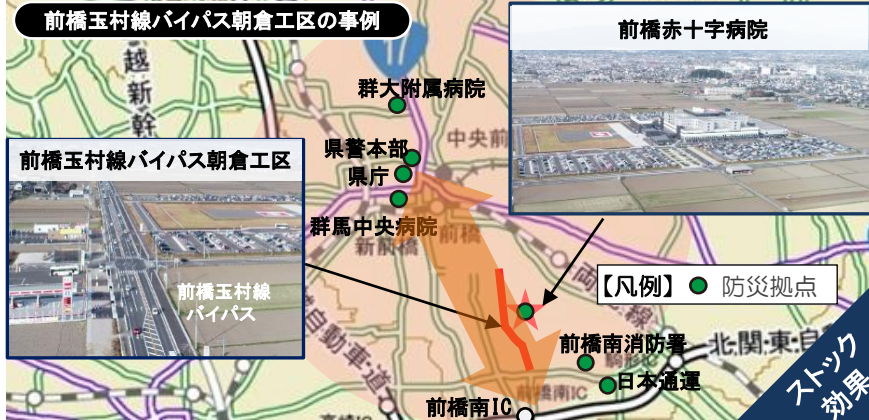 前橋玉村線バイパス朝倉工区の事例
前橋赤十字病院
越新幹
群大附属病院
中央前
前橋玉村線バイパス朝倉工区
県警本部
県庁
群馬中央病院
新前橋
前橋
前橋玉村線
バイパス
【凡例】 防災拠点
自動車道
前橋南消防署
北関東自
日本通運
前橋南IC
前橋南IC
ストック
効果